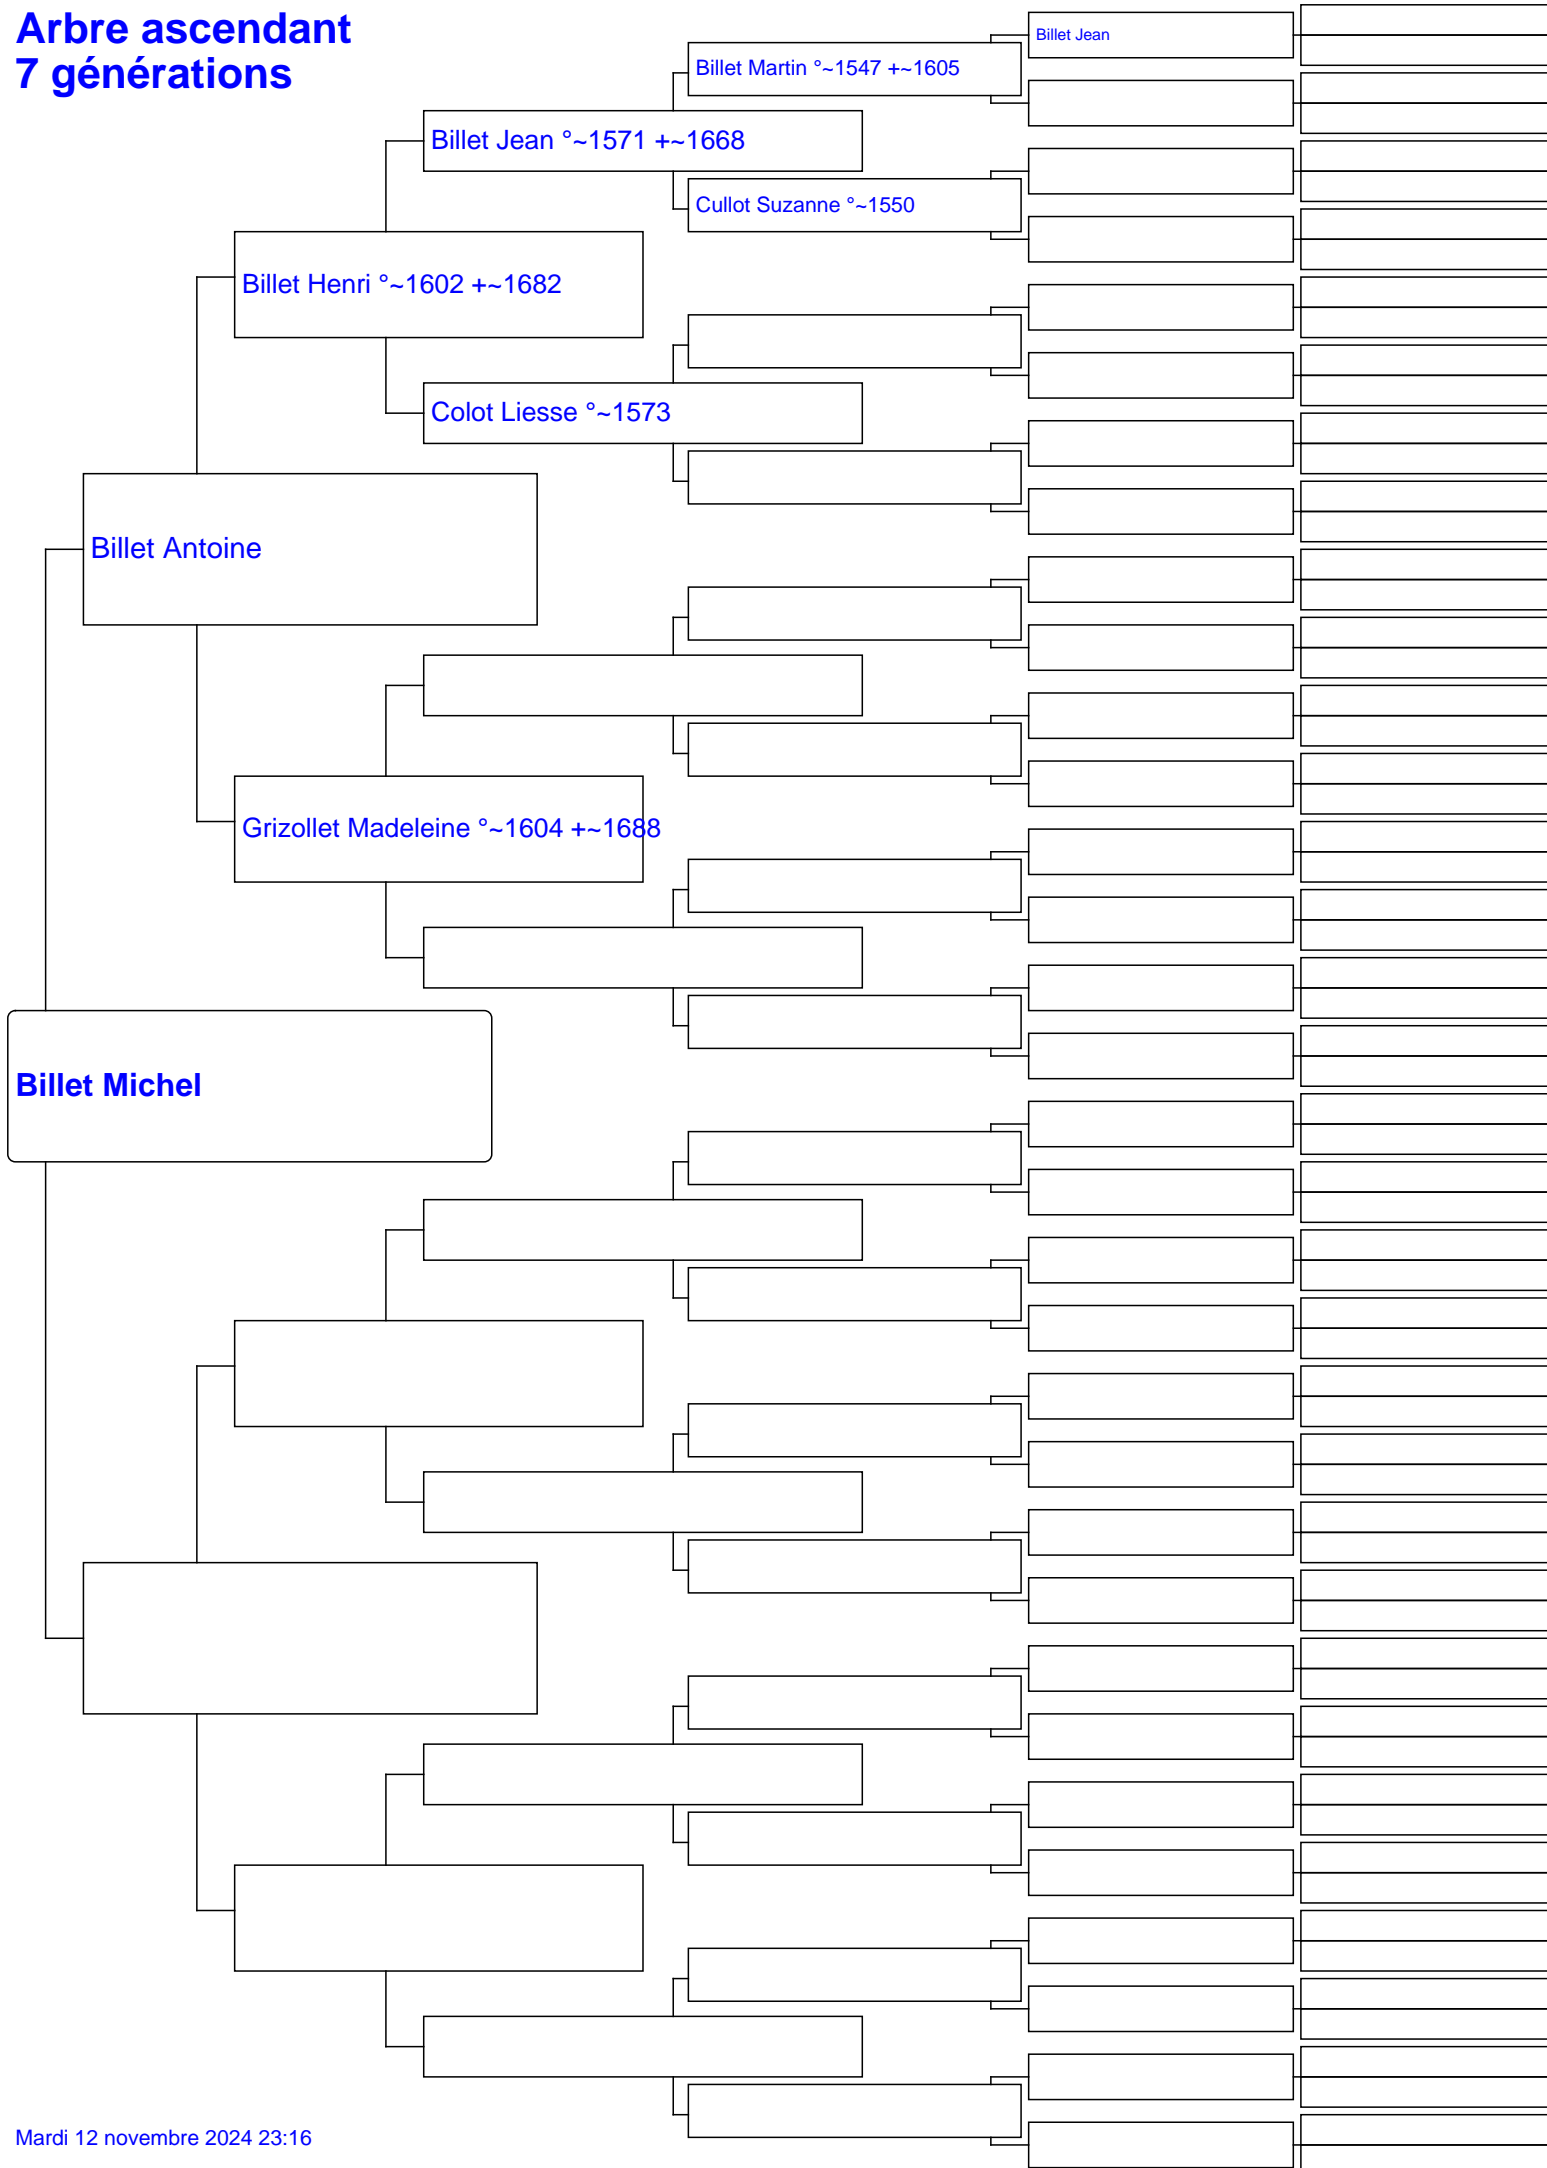 Arbre ascendant
7 générations
Billet Jean
Billet Martin °~1547 +~1605
Billet Jean °~1571 +~1668
Cullot Suzanne °~1550
Billet Henri °~1602 +~1682
Colot Liesse °~1573
Billet Antoine
Grizollet Madeleine °~1604 +~1688
Billet Michel
Mardi 12 novembre 2024 23:16